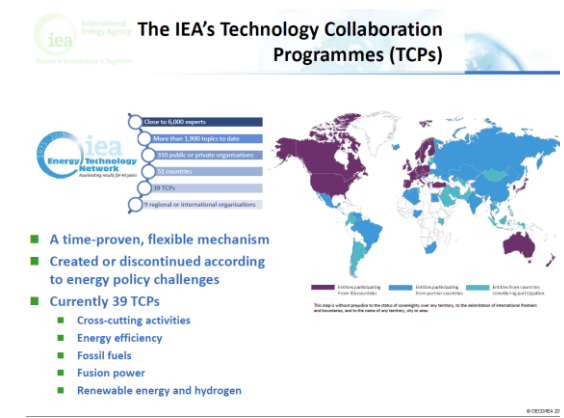 International
Energy Agency
iea
Secure • Sustainable • Together
The IEA's Technology Collaboration
Programmes (TCPs)
iea
Energy Technology
Network
Accelerating results for 40 years
Close to 6,000 experts
More than 1,900 topics to date
310 public or private organisations
51 countries
39 TCPs
9 regional or international organisations
■ A time-proven, flexible mechanism
■ Created or discontinued according
to energy policy challenges
■ Currently 39 TCPs
■ Cross-cutting activities
■ Energy efficiency
■ Fossil fuels
■ Fusion power
■ Renewable energy and hydrogen
Entities participating
from IEA countries
Entities participating
from partner countries
Entities from countries
considering participation
This map is without prejudice to the status of sovereignty over any territory, to the delimitation of international frontiers
and boundaries, and to the name of any territory, city or area.
© OECD/IEA